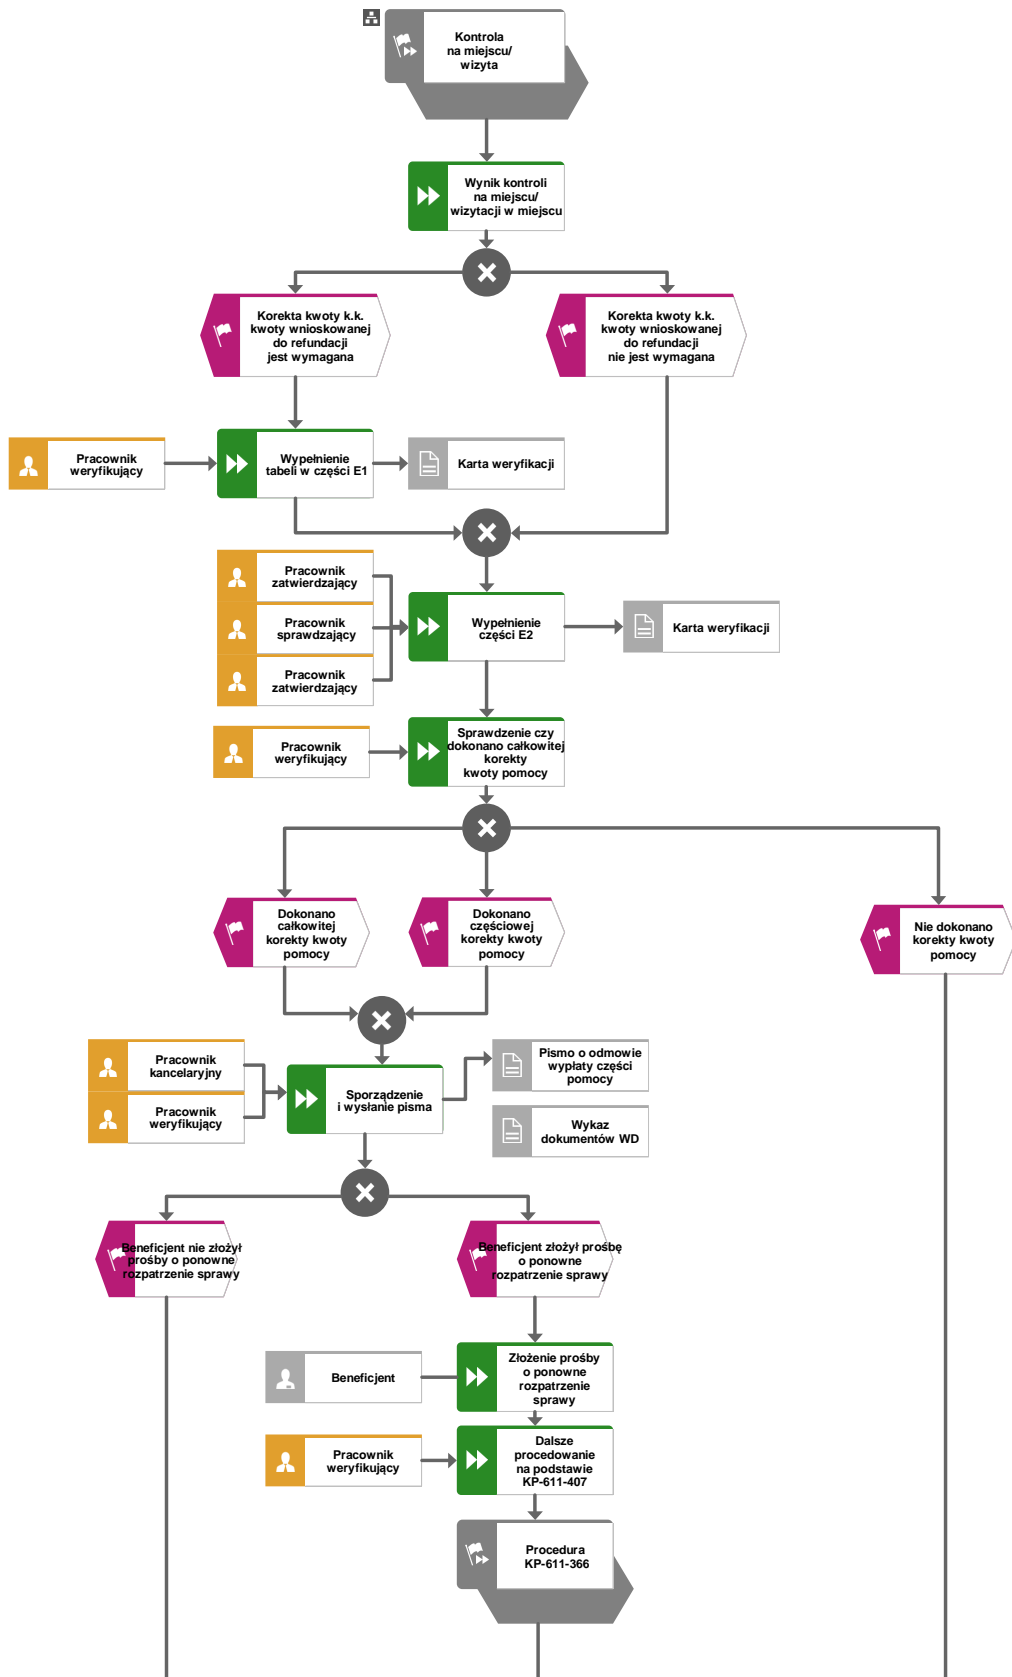 Kontrola
na miejscu/
wizyta
Wynik kontroli
na miejscu/
wizytacji w miejscu
Korekta kwoty k.k.
kwoty wnioskowanej
do refundacji
jest wymagana
Korekta kwoty k.k.
kwoty wnioskowanej
do refundacji
nie jest wymagana
Pracownik
weryfikujący
Wypełnienie
tabeli w części E1
Karta weryfikacji
Pracownik
zatwierdzający
Pracownik
sprawdzający
Pracownik
zatwierdzający
Wypełnienie
części E2
Karta weryfikacji
Pracownik
weryfikujący
Sprawdzenie czy
dokonano całkowitej
korekty
kwoty pomocy
Dokonano
całkowitej
korekty kwoty
pomocy
Dokonano
częściowej
korekty kwoty
pomocy
Nie dokonano
korekty kwoty
pomocy
Pracownik
kancelaryjny
Pracownik
weryfikujący
Sporządzenie
i wysłanie pisma
Pismo o odmowie
wypłaty części
pomocy
Wykaz
dokumentów WD
Beneficjent nie złożył
prośby o ponowne
rozpatrzenie sprawy
Beneficjent złożył prośbę
o ponowne
rozpatrzenie sprawy
Beneficjent
Złożenie prośby
o ponowne
rozpatrzenie
sprawy
Pracownik
weryfikujący
Dalsze
procedowanie
na podstawie
KP-611-407
Procedura
KP-611-366